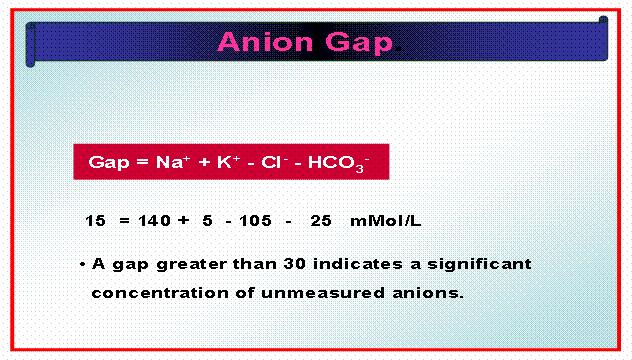 Anion Gap.
Gap = Na⁺ + K⁺ - Cl⁻ - HCO₃⁻
15 = 140 + 5 - 105 - 25 mMol/L
• A gap greater than 30 indicates a significant
concentration of unmeasured anions.